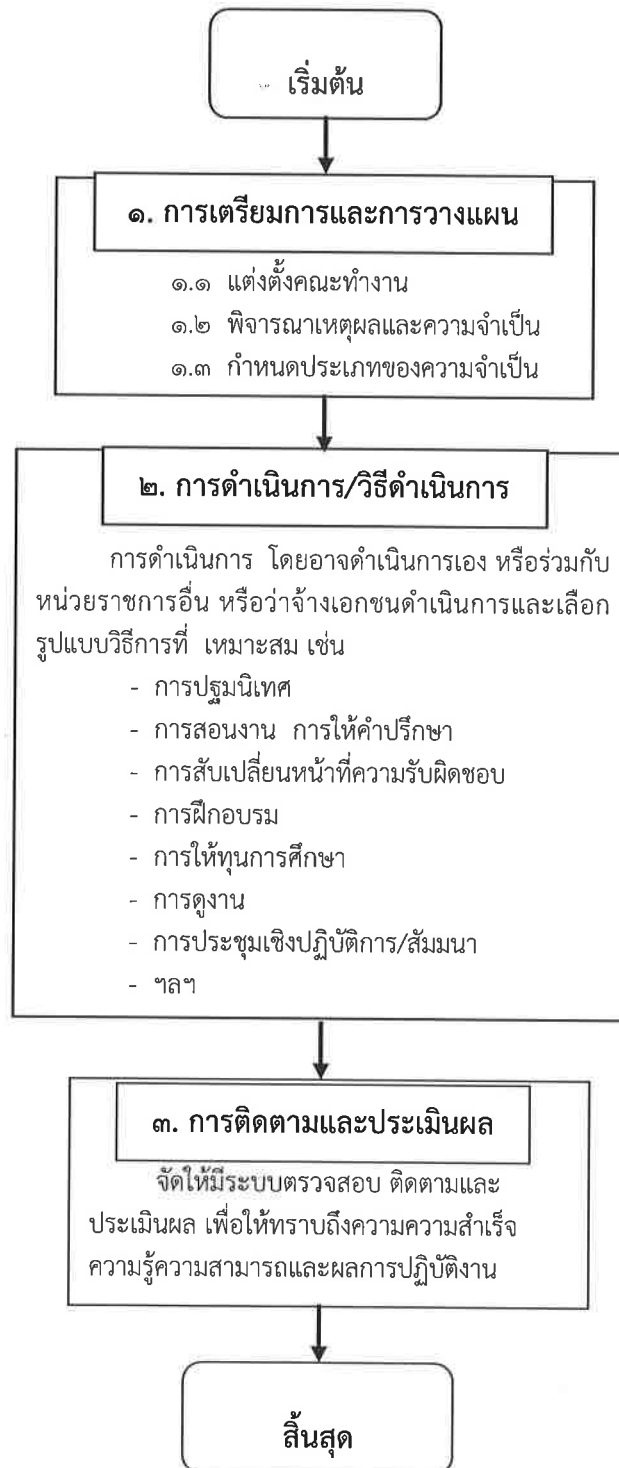 เริ่มต้น
๑. การเตรียมการและการวางแผน
๑.๑ แต่งตั้งคณะทำงาน
๑.๒ พิจารณาเหตุผลและความจำเป็น
๑.๓ กำหนดประเภทของความจำเป็น
๒. การดำเนินการ/วิธีดำเนินการ
การดำเนินการ โดยอาจดำเนินการเอง หรือร่วมกับ
หน่วยราชการอื่น หรือว่าจ้างเอกชนดำเนินการและเลือก
รูปแบบวิธีการที่ เหมาะสม เช่น
- การปฐมนิเทศ
- การสอนงาน การให้คำปรึกษา
- การสับเปลี่ยนหน้าที่ความรับผิดชอบ
- การฝึกอบรม
- การให้ทุนการศึกษา
- การดูงาน
- การประชุมเชิงปฏิบัติการ/สัมมนา
- ฯลฯ
๓. การติดตามและประเมินผล
จัดให้มีระบบตรวจสอบ ติดตามและ
ประเมินผล เพื่อให้ทราบถึงความความสำเร็จ
ความรู้ความสามารถและผลการปฏิบัติงาน
สิ้นสุด